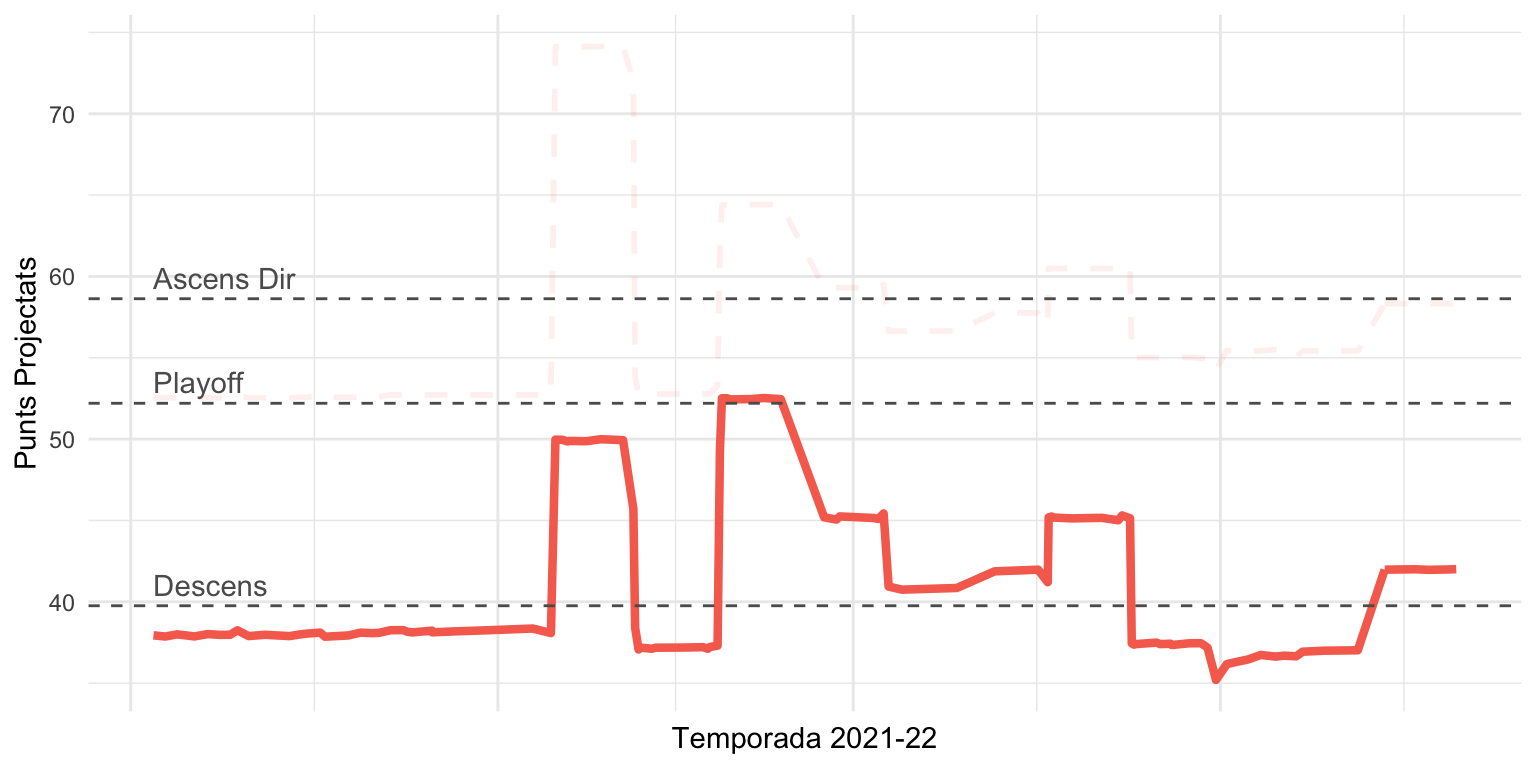 70
60
50
40
Punts Projectats
Ascens Dir
Playoff
Descens
Temporada 2021-22